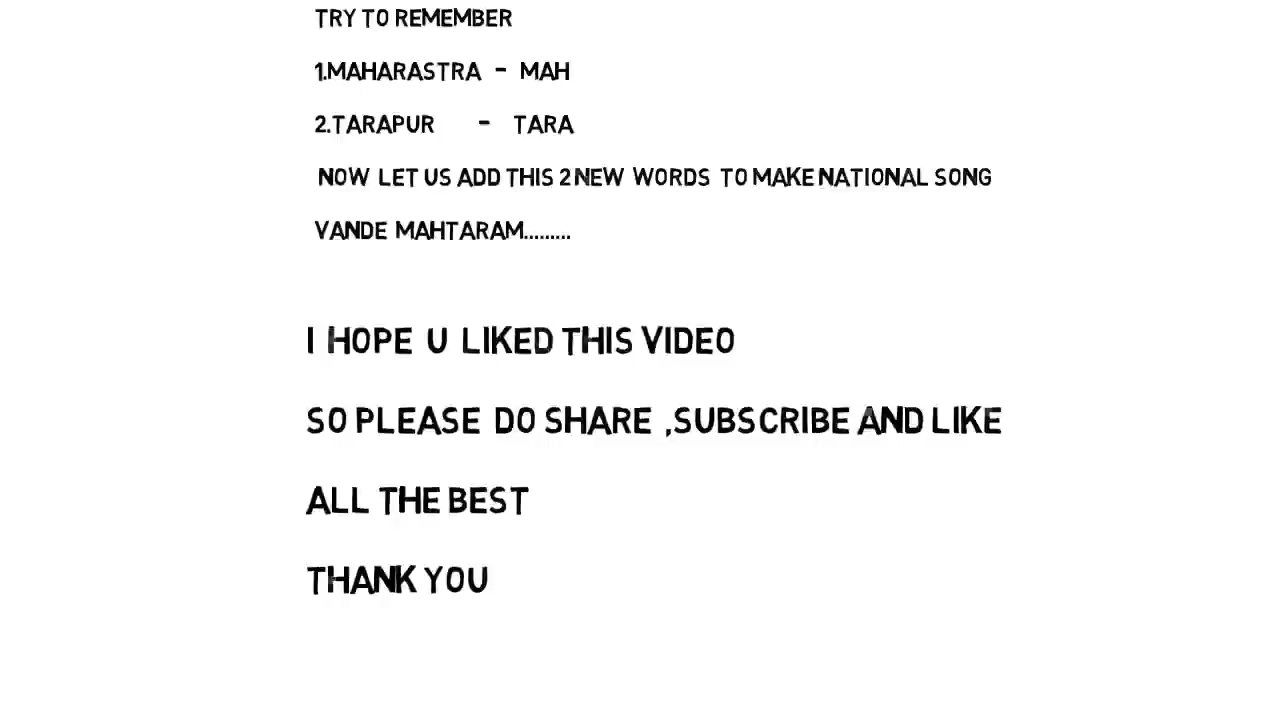 TRY TO REMEMBER
1.MAHARASTRA - MAH
2.TARAPUR - TARA
NOW LET US ADD THIS 2 NEW WORDS TO MAKE NATIONAL SONG
VANDE MAHTARAM.........
I HOPE U LIKED THIS VIDEO
SO PLEASE DO SHARE ,SUBSCRIBE AND LIKE
ALL THE BEST
THANK YOU